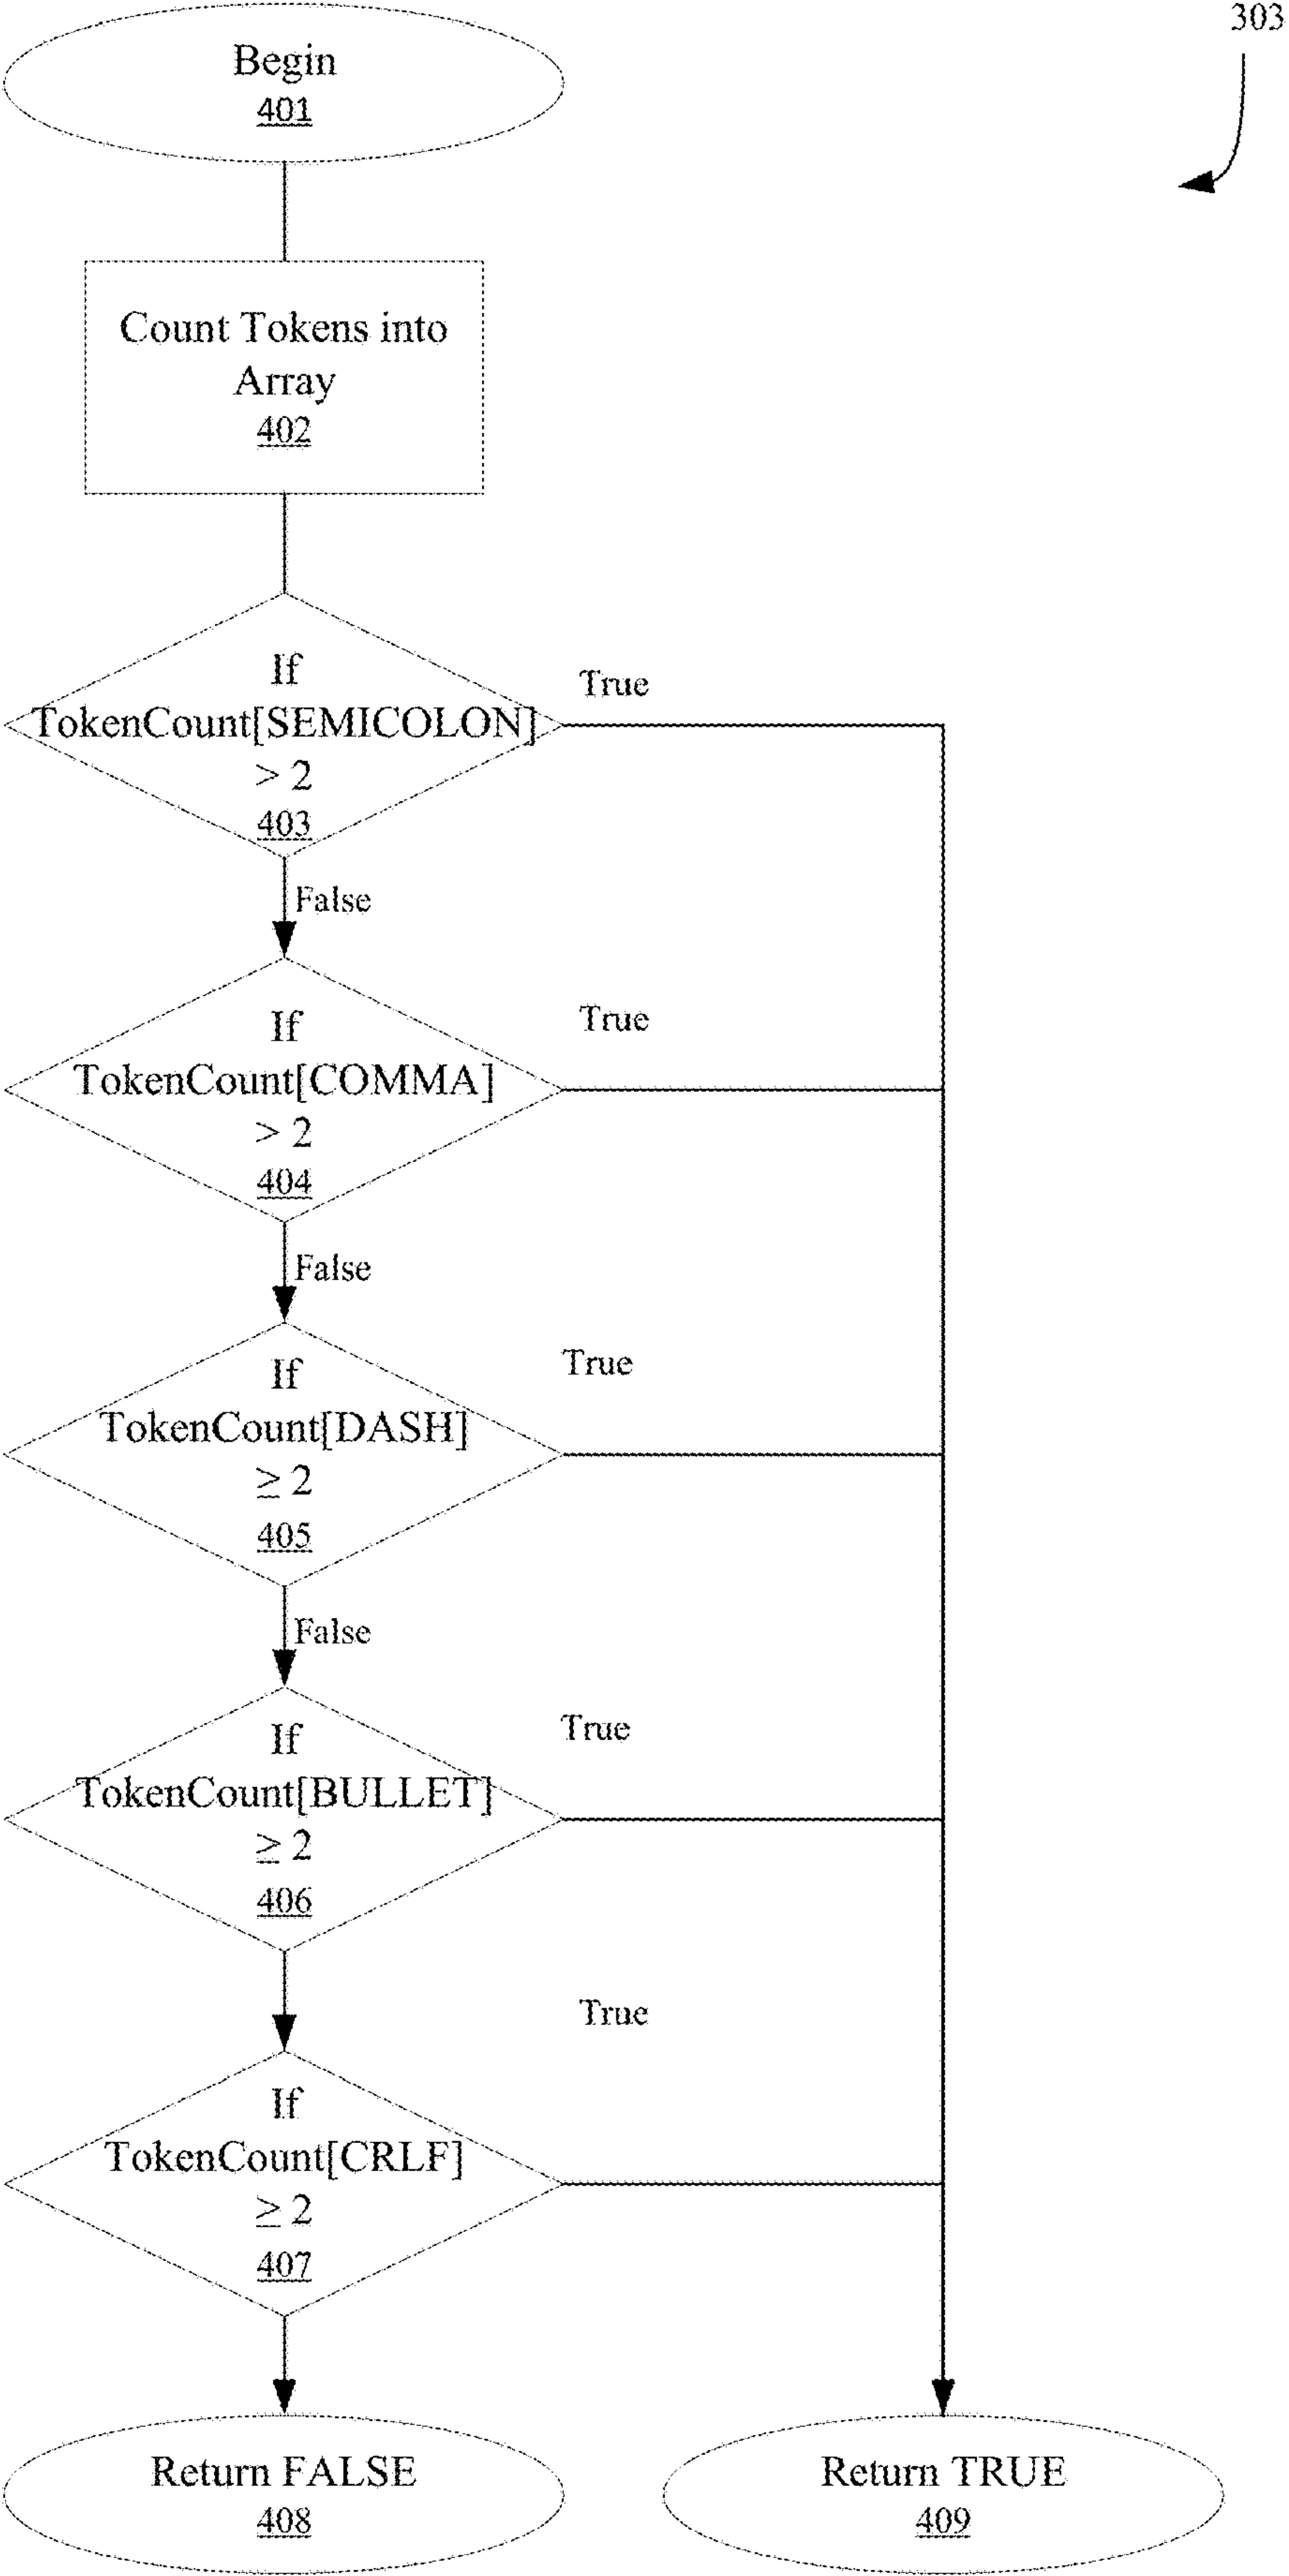 303
Begin
401
Count Tokens into
Array
402
If
TokenCount[SEMICOLON]
> 2
403
True
False
If
TokenCount[COMMA]
> 2
404
True
False
If
TokenCount[DASH]
≥ 2
405
True
False
If
TokenCount[BULLET]
≥ 2
406
True
If
TokenCount[CRLF]
≥ 2
407
True
Return FALSE
408
Return TRUE
409